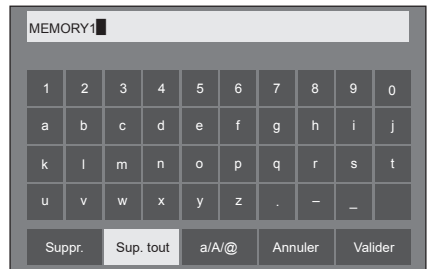 MEMORY1
1 2 3 4 5 6 7 8 9 0
a b c d e f g h i j
k l m n o p q r s t
u v w x y z . – _
Suppr. Sup. tout a/A/@ Annuler Valider